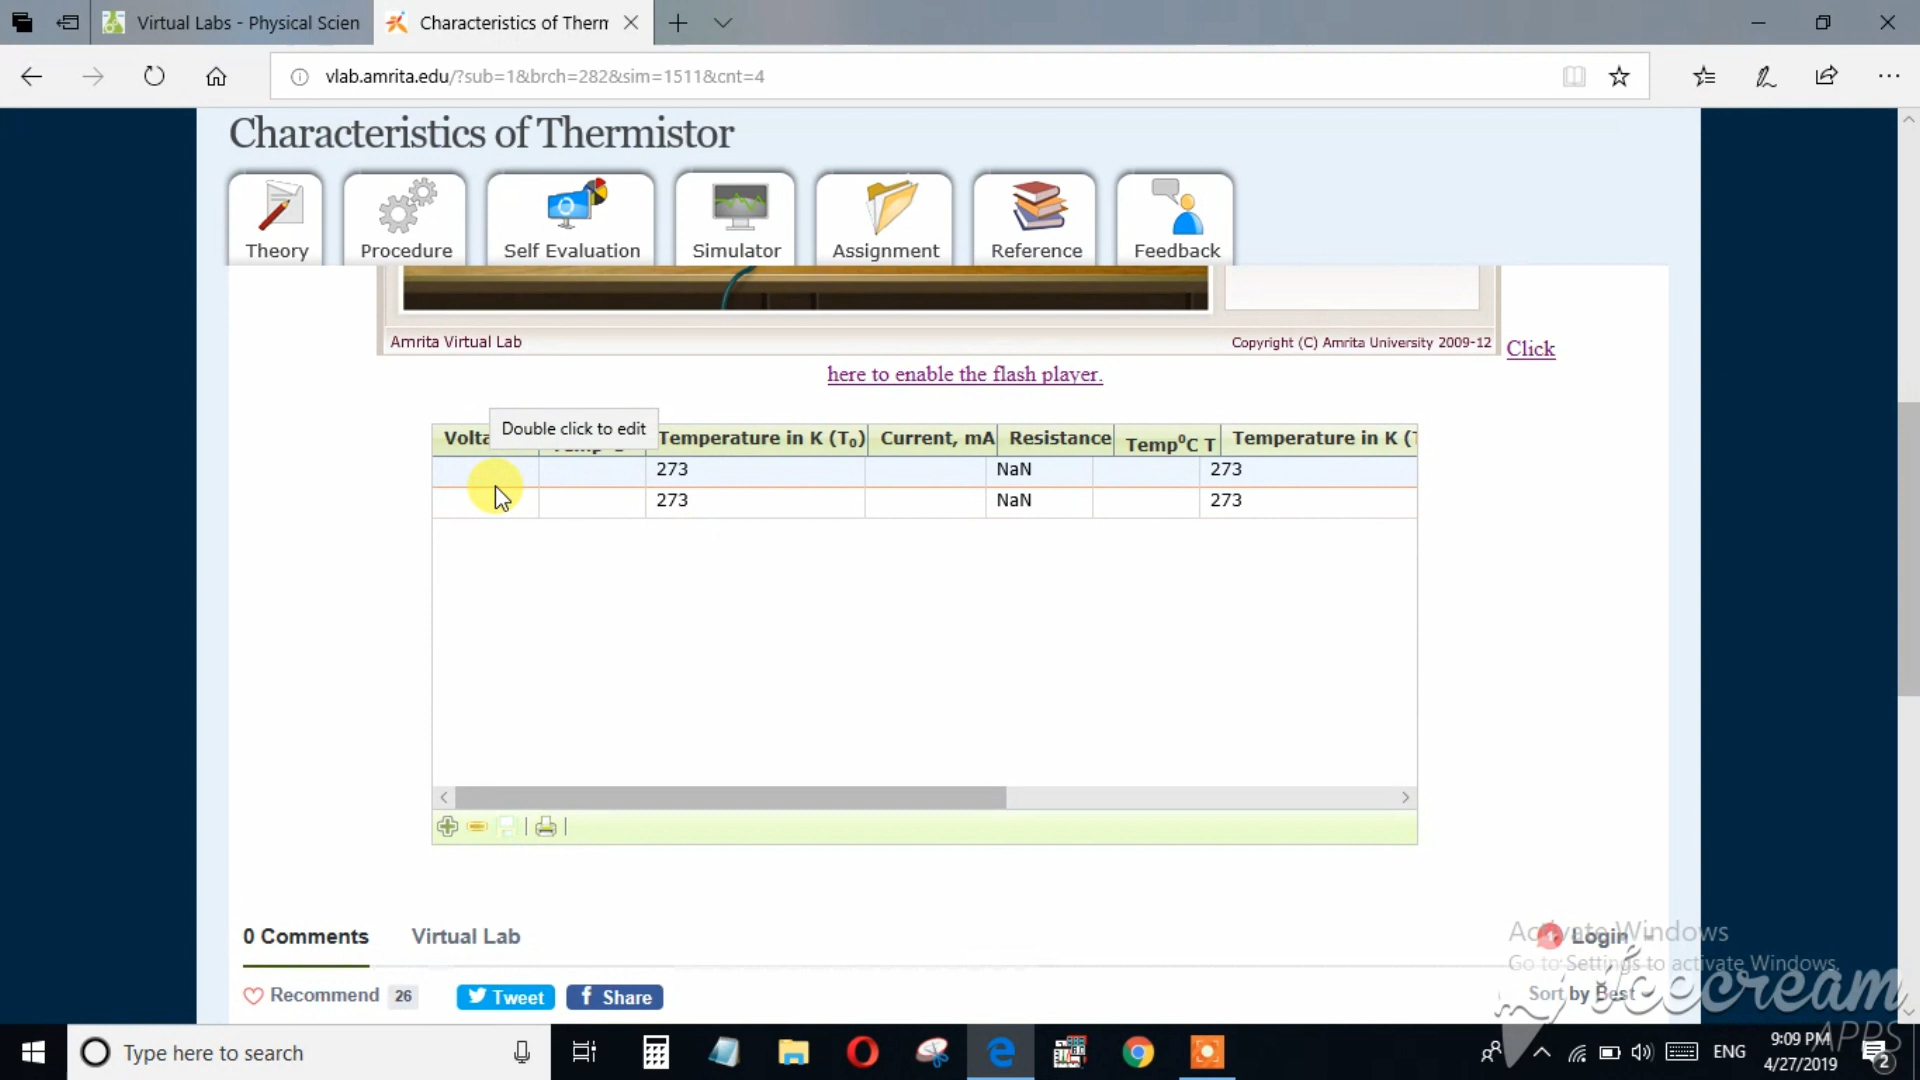 Virtual Labs - Physical Scien
Characteristics of Therm
vlab.amrita.edu/?sub=1&brch=282&sim=1511&cnt=4
Characteristics of Thermistor
Theory
Procedure
Self Evaluation
Simulator
Assignment
Reference
Feedback
Amrita Virtual Lab
Copyright (C) Amrita University 2009-12
Click
here to enable the flash player.
Double click to edit
Volta Temperature in K (T₀) Current, mA Resistance Temp⁰C T Temperature in K (T
273 NaN 273
273 NaN 273
0 Comments
Virtual Lab
Login
Recommend 26
Tweet
Share
Sort by Best
Activate Windows
Go to Settings to activate Windows.
Icecream
APPS
Type here to search
ENG
9:09 PM
4/27/2019
2